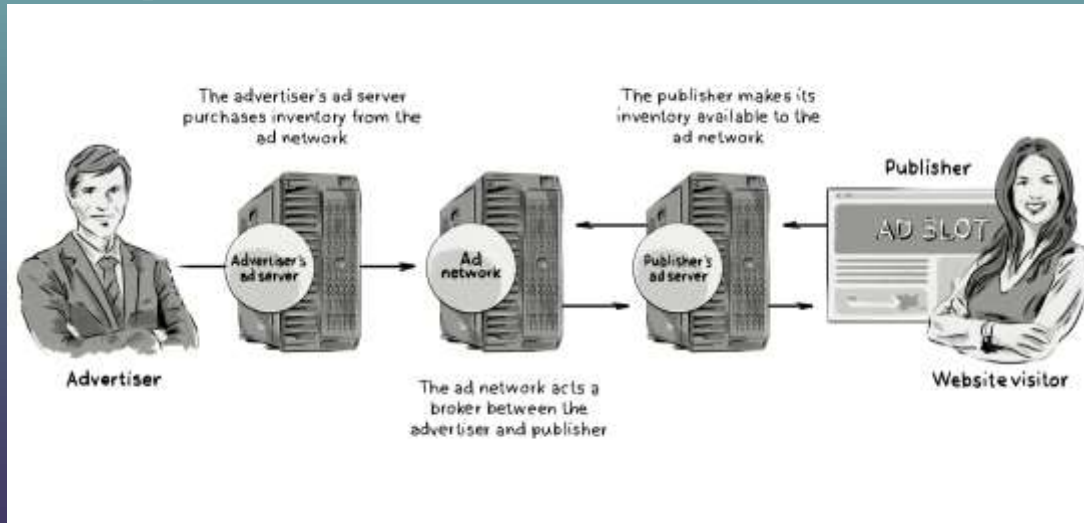 The advertiser's ad server
purchases inventory from the
ad network
The publisher makes its
inventory available to the
ad network
Publisher
AD SLOT
Advertiser's
ad server
Ad
network
Publisher's
ad server
Advertiser
Website visitor
The ad network acts a
broker between the
advertiser and publisher